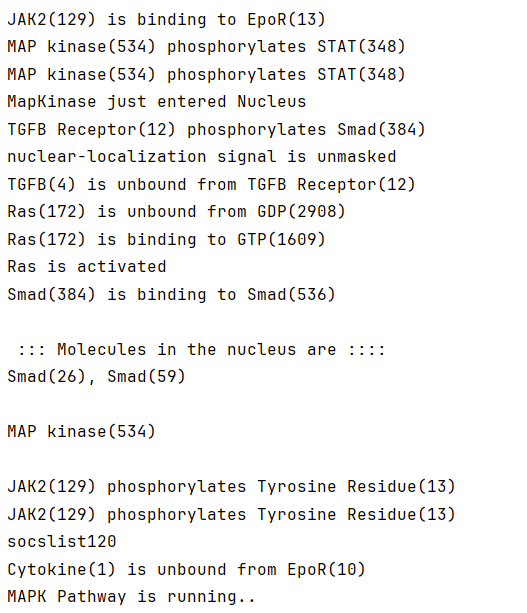 JAK2(129) is binding to EpoR(13)
MAP kinase(534) phosphorylates STAT(348)
MAP kinase(534) phosphorylates STAT(348)
MapKinase just entered Nucleus
TGFB Receptor(12) phosphorylates Smad(384)
nuclear-localization signal is unmasked
TGFB(4) is unbound from TGFB Receptor(12)
Ras(172) is unbound from GDP(2908)
Ras(172) is binding to GTP(1609)
Ras is activated
Smad(384) is binding to Smad(536)
::: Molecules in the nucleus are ::::
Smad(26), Smad(59)
MAP kinase(534)
JAK2(129) phosphorylates Tyrosine Residue(13)
JAK2(129) phosphorylates Tyrosine Residue(13)
socslist120
Cytokine(1) is unbound from EpoR(10)
MAPK Pathway is running..